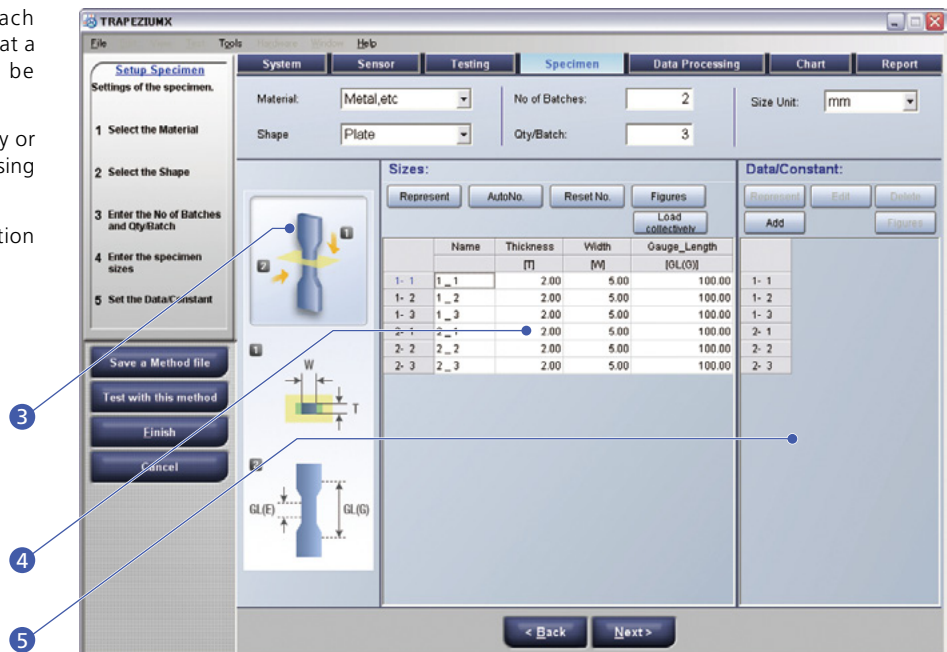 ach
at a
be
y or
sing
tion
TRAPEZIUMX
File Tools Window Help
Setup Specimen
Settings of the specimen.
1 Select the Material
2 Select the Shape
3 Enter the No of Batches
and Qty/Batch
4 Enter the specimen
sizes
5 Set the Data/Constant
Save a Method file
Test with this method
Finish
Cancel
System Sensor Testing Specimen Data Processing Chart Report
Material: Metal,etc No of Batches: 2 Size Unit: mm
Shape Plate Qty/Batch: 3
Sizes: Data/Constant:
Represent AutoNo. Reset No. Figures Represent Edit Delete
Load
collectively Add Figures
Name Thickness Width Gauge_Length
[T] [W] [GL(G)]
1- 1 1_1 2.00 5.00 100.00 1- 1
1- 2 1_2 2.00 5.00 100.00 1- 2
1- 3 1_3 2.00 5.00 100.00 1- 3
2- 1 2_1 2.00 5.00 100.00 2- 1
2- 2 2_2 2.00 5.00 100.00 2- 2
2- 3 2_3 2.00 5.00 100.00 2- 3
1
2
1
W
T
2
GL(E) GL(G)
< Back Next >
3
4
5